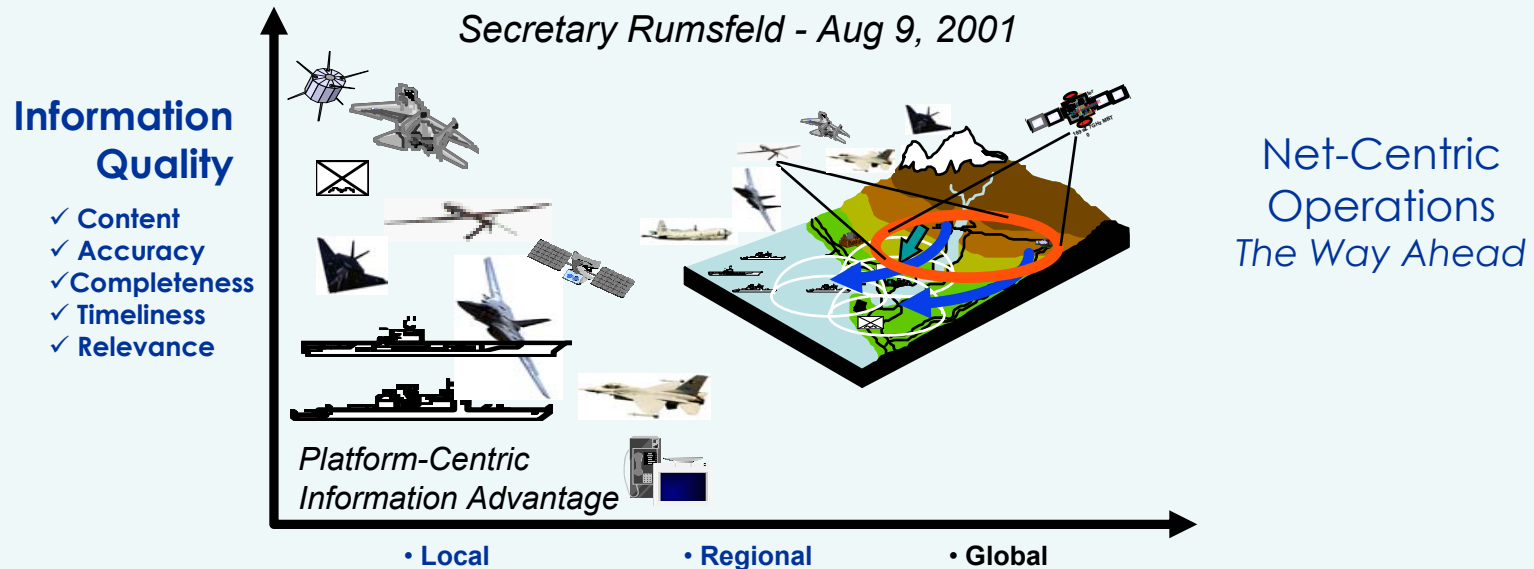 Secretary Rumsfeld - Aug 9, 2001
Information
Quality
✓ Content
✓ Accuracy
✓Completeness
✓ Timeliness
✓ Relevance
Net-Centric
Operations
The Way Ahead
Platform-Centric
Information Advantage
• Local
• Regional
• Global